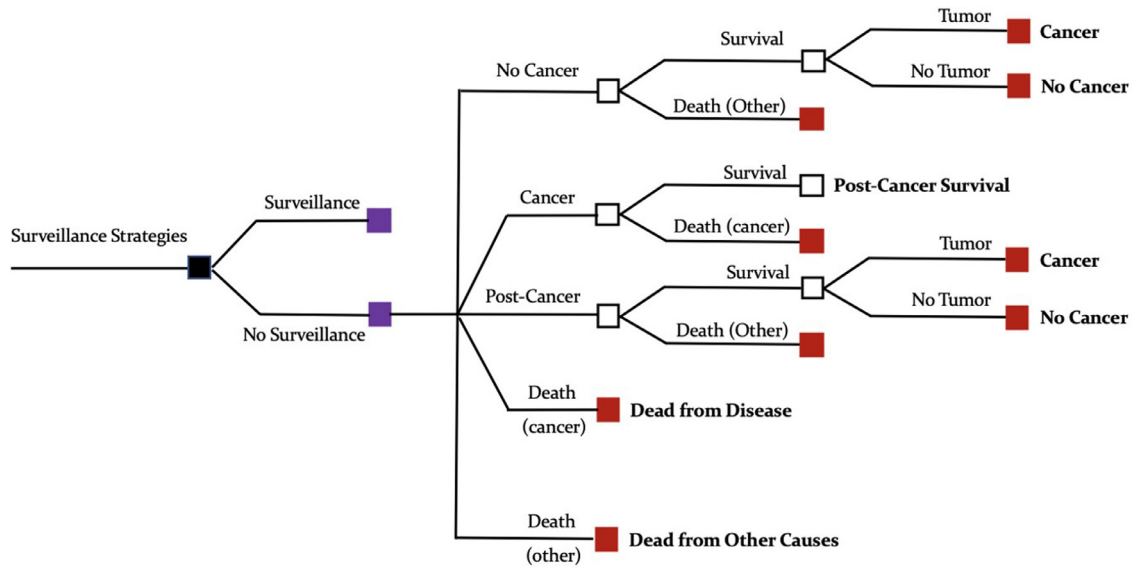 Tumor
Survival
Cancer
No Cancer
No Tumor
No Cancer
Death (Other)
Survival
Post-Cancer Survival
Surveillance
Cancer
Death (cancer)
Surveillance Strategies
Tumor
Survival
Cancer
Post-Cancer
No Tumor
No Cancer
No Surveillance
Death (Other)
Death
(cancer)
Dead from Disease
Death
(other)
Dead from Other Causes